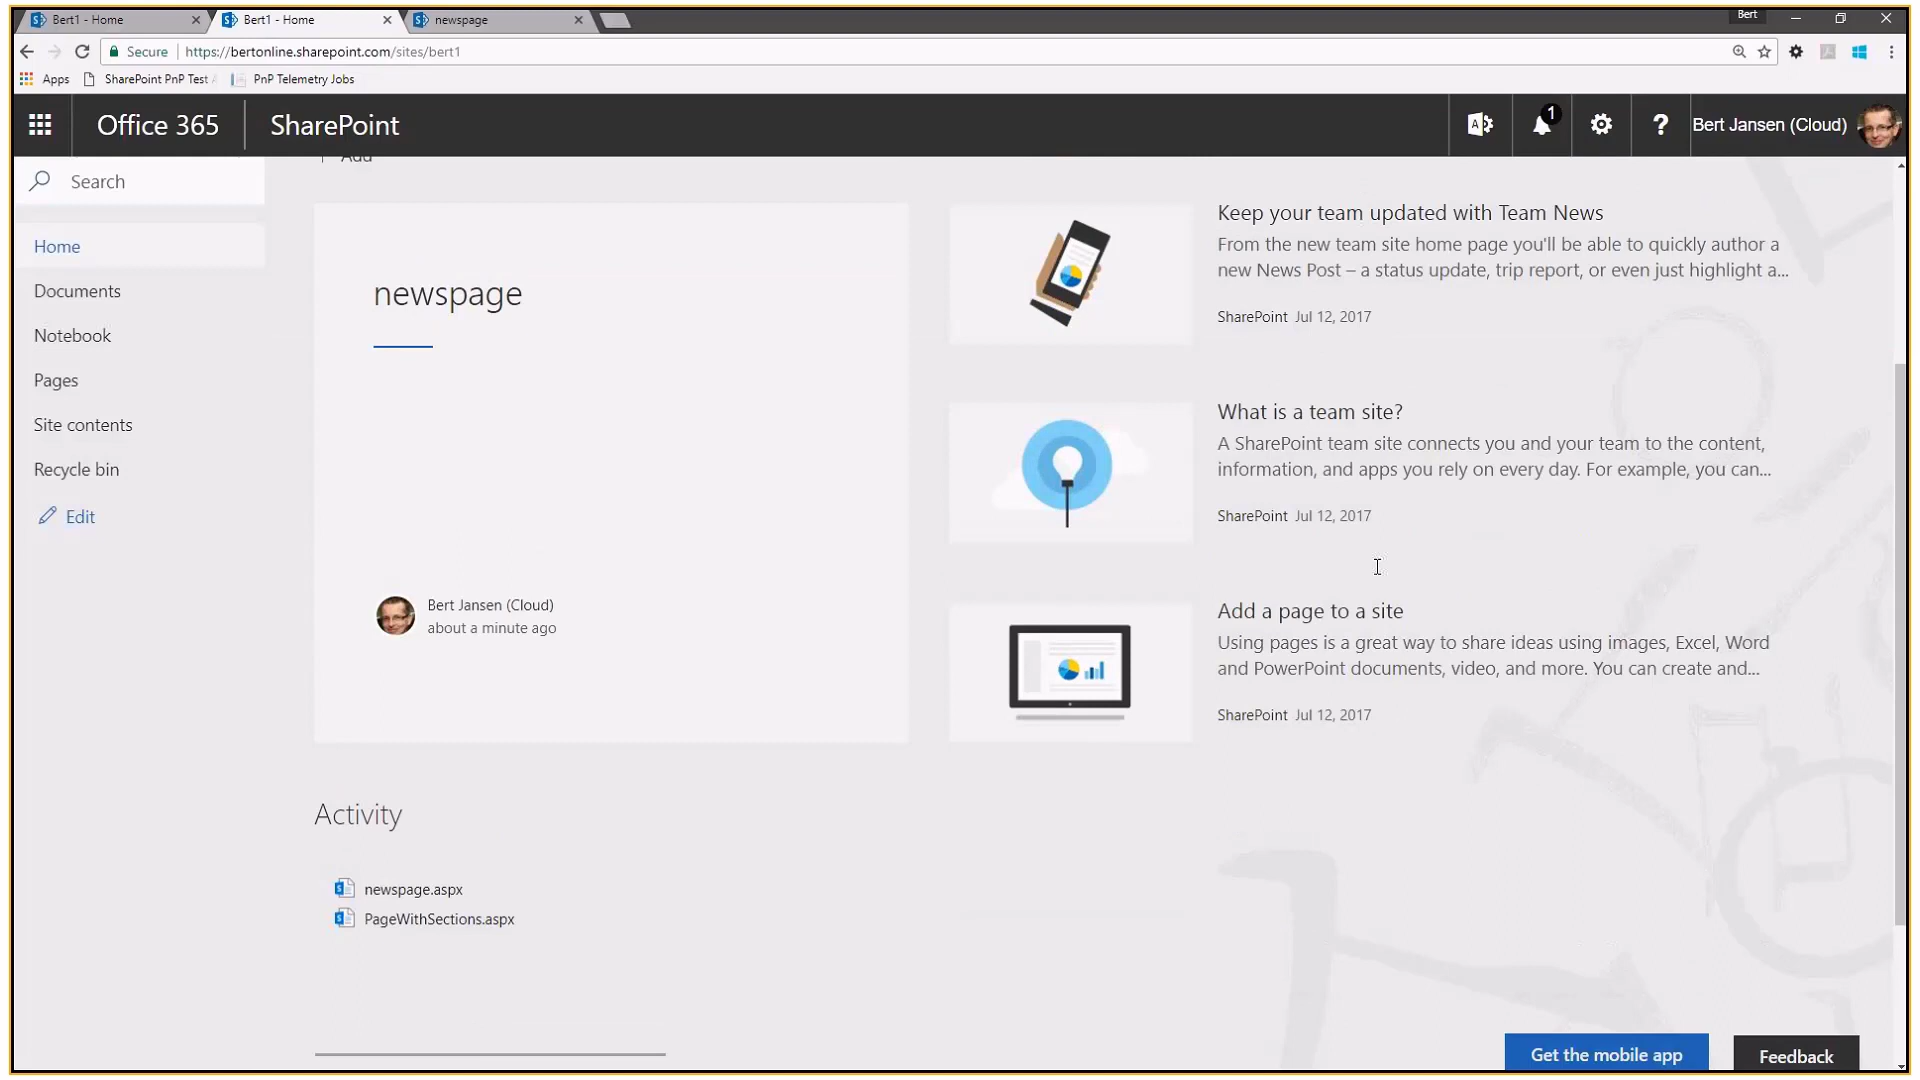 Bert1 - Home
Bert1 - Home
newspage
Bert
Secure
https://bertonline.sharepoint.com/sites/bert1
Apps
SharePoint PnP Test
PnP Telemetry Jobs
Office 365
SharePoint
1
Bert Jansen (Cloud)
Add
Search
Home
Documents
Notebook
Pages
Site contents
Recycle bin
Edit
newspage
Bert Jansen (Cloud)
about a minute ago
Keep your team updated with Team News
From the new team site home page you'll be able to quickly author a
new News Post – a status update, trip report, or even just highlight a...
SharePoint Jul 12, 2017
What is a team site?
A SharePoint team site connects you and your team to the content,
information, and apps you rely on every day. For example, you can...
SharePoint Jul 12, 2017
Add a page to a site
Using pages is a great way to share ideas using images, Excel, Word
and PowerPoint documents, video, and more. You can create and...
SharePoint Jul 12, 2017
Activity
newspage.aspx
PageWithSections.aspx
Get the mobile app
Feedback